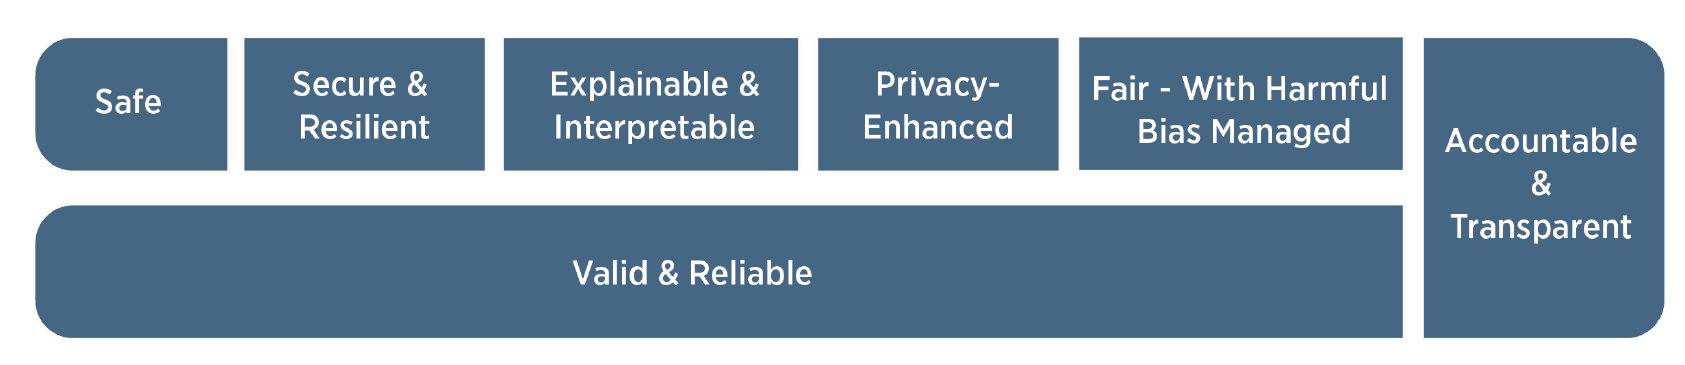 Safe
Secure &
Resilient
Explainable &
Interpretable
Privacy-
Enhanced
Fair - With Harmful
Bias Managed
Accountable
&
Transparent
Valid & Reliable